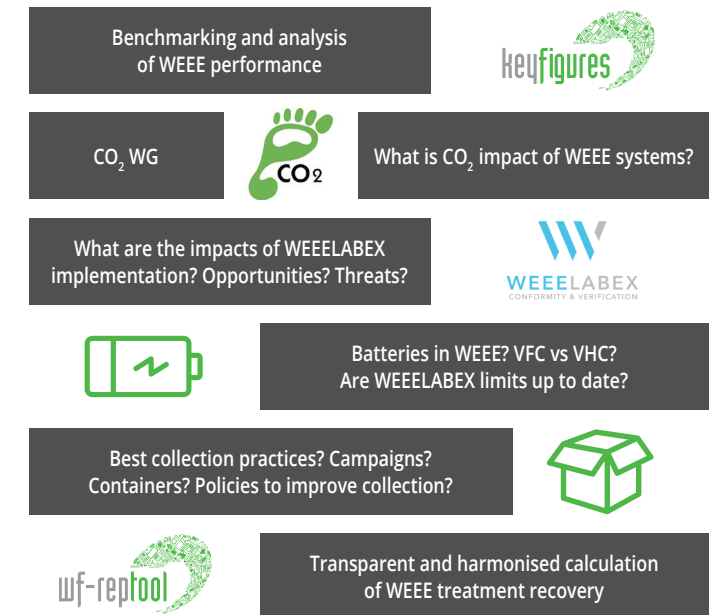 Benchmarking and analysis
of WEEE performance
keyfigures
CO₂ WG
CO2
What is CO₂ impact of WEEE systems?
What are the impacts of WEEELABEX
implementation? Opportunities? Threats?
WEEELABEX
CONFORMITY & VERIFICATION
Batteries in WEEE? VFC vs VHC?
Are WEEELABEX limits up to date?
Best collection practices? Campaigns?
Containers? Policies to improve collection?
wf-reptool
Transparent and harmonised calculation
of WEEE treatment recovery